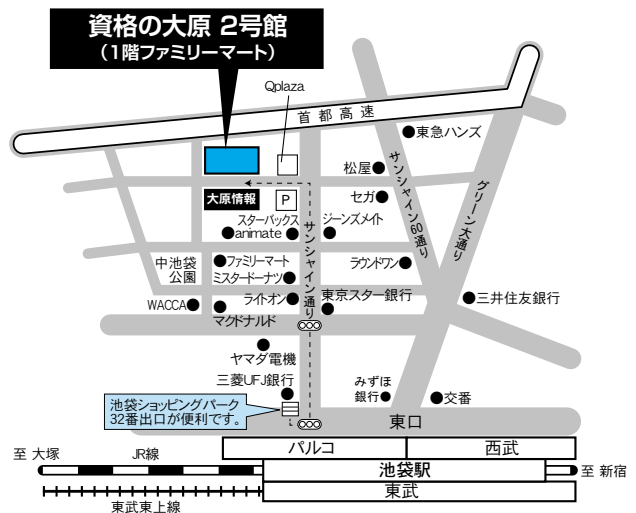 資格の大原 2号館
（1階ファミリーマート）
Qplaza
首都高速
東急ハンズ
松屋
サンシャイン60通り
グリーン大通り
大原情報
P
セガ
スターバックス
animate
ジーンズメイト
サンシャイン通り
中池袋
公園
ファミリーマート
ミスタードーナツ
ラウンドワン
WACCA
ライトオン
東京スター銀行
三井住友銀行
マクドナルド
ヤマダ電機
三菱UFJ銀行
みずほ
銀行
交番
池袋ショッピングパーク
32番出口が便利です。
東口
パルコ
西武
至 大塚
JR線
池袋駅
至 新宿
東武
東武東上線